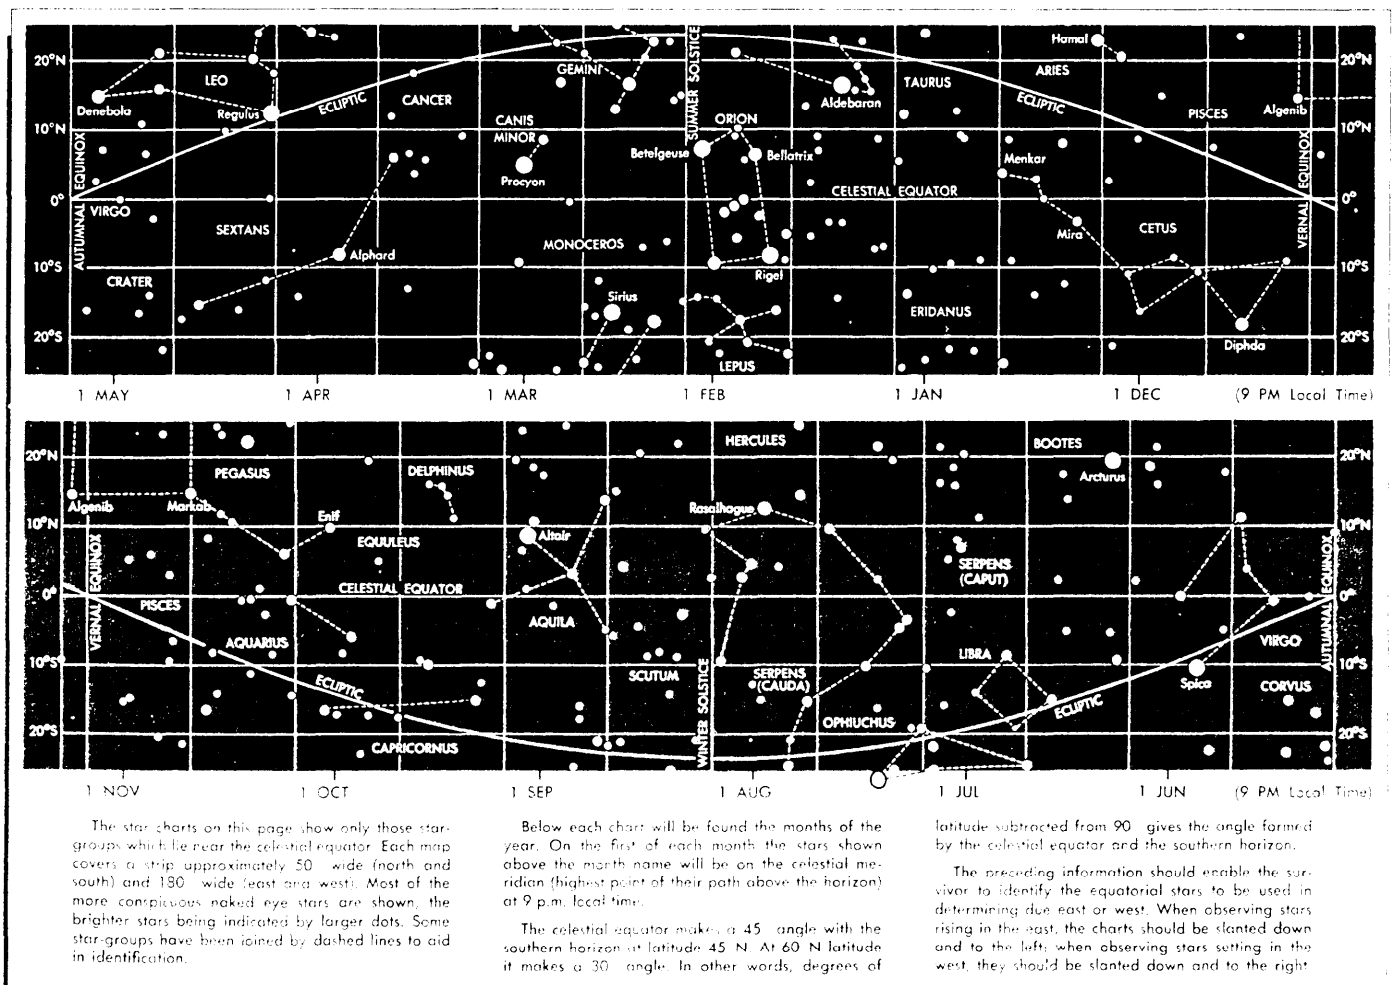 SUMMER SOLSTICE
Hamal
20°N
LEO
GEMINI
TAURUS
ARIES
20°N
Denebola
Regulus
ECLIPTIC
CANCER
Aldebaran
ECLIPTIC
PISCES
Algenib
10°N
CANIS
MINOR
ORION
10°N
AUTUMNAL EQUINOX
Betelgeuse
Bellatrix
Menkar
VERNAL EQUINOX
Procyon
CELESTIAL EQUATOR
0°
0°
VIRGO
SEXTANS
MONOCEROS
Mira
CETUS
Alphard
10°S
Rigel
10°S
CRATER
Sirius
ERIDANUS
20°S
Diphda
20°S
LEPUS
1 MAY 1 APR 1 MAR 1 FEB 1 JAN 1 DEC (9 PM Local Time)
HERCULES
BOOTES
20°N
PEGASUS
DELPHINUS
20°N
Arcturus
Algenib
Markab
Enif
Rasalhague
10°N
10°N
VERNAL EQUINOX
EQUULEUS
Altair
SERPENS
(CAPUT)
AUTUMNAL EQUINOX
CELESTIAL EQUATOR
0°
0°
PISCES
AQUARIUS
AQUILA
VIRGO
LIBRA
10°S
SCUTUM
SERPENS
(CAUDA)
10°S
ECLIPTIC
Spica
CORVUS
WINTER SOLSTICE
ECLIPTIC
OPHIUCHUS
20°S
CAPRICORNUS
20°S
1 NOV 1 OCT 1 SEP 1 AUG 1 JUL 1 JUN (9 PM Local Time)
The star charts on this page show only those star-
groups which lie near the celestial equator. Each map
covers a strip approximately 50 wide (north and
south) and 180 wide (east and west). Most of the
more conspicuous naked eye stars are shown, the
brighter stars being indicated by larger dots. Some
star-groups have been joined by dashed lines to aid
in identification.
Below each chart will be found the months of the
year. On the first of each month the stars shown
above the month name will be on the celestial me-
ridian (highest point of their path above the horizon)
at 9 p.m. local time.
The celestial equator makes a 45 angle with the
southern horizon at latitude 45 N. At 60 N latitude
it makes a 30 angle. In other words, degrees of
latitude subtracted from 90 gives the angle formed
by the celestial equator and the southern horizon.
The preceding information should enable the sur-
vivor to identify the equatorial stars to be used in
determining due east or west. When observing stars
rising in the east, the charts should be slanted down
and to the left; when observing stars setting in the
west, they should be slanted down and to the right